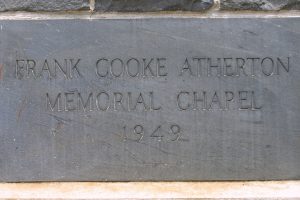 FRANK COOKE ATHERTON
MEMORIAL CHAPEL
1949